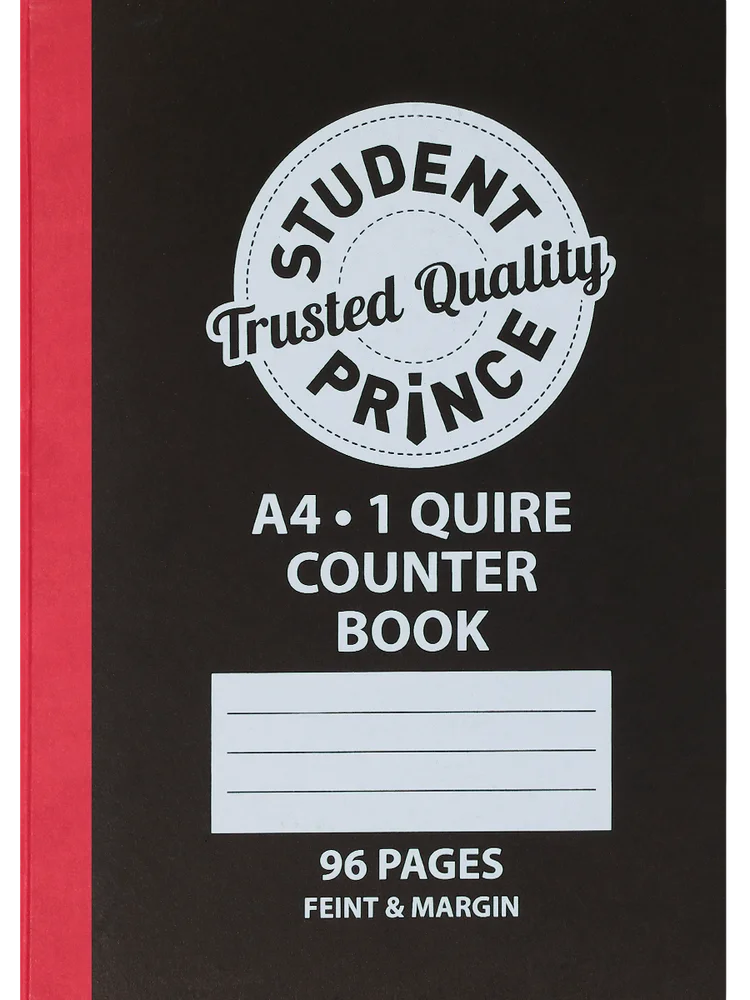 STUDENT
Trusted Quality
PRINCE
A4 • 1 QUIRE
COUNTER
BOOK
96 PAGES
FEINT & MARGIN